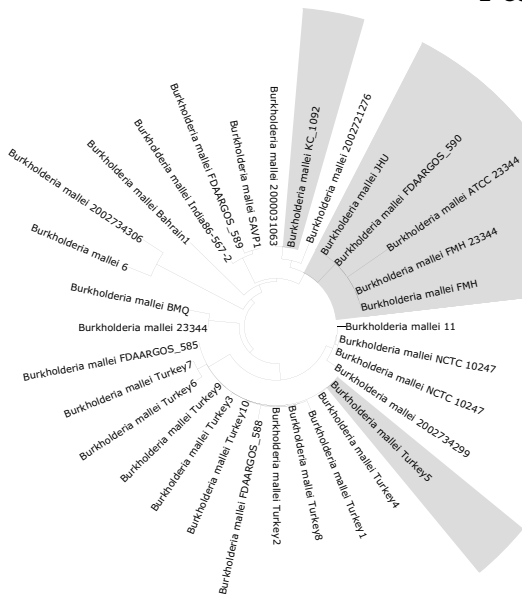 Burkholderia mallei KC_1092
Burkholderia mallei 2002721276
Burkholderia mallei JHU
Burkholderia mallei FDAARGOS_590
Burkholderia mallei ATCC 23344
Burkholderia mallei FMH 23344
Burkholderia mallei FMH
Burkholderia mallei 11
Burkholderia mallei NCTC 10247
Burkholderia mallei NCTC 10247
Burkholderia mallei 2002734299
Burkholderia mallei Turkey5
Burkholderia mallei Turkey4
Burkholderia mallei Turkey1
Burkholderia mallei Turkey8
Burkholderia mallei Turkey2
Burkholderia mallei FDAARGOS_588
Burkholderia mallei Turkey10
Burkholderia mallei Turkey3
Burkholderia mallei Turkey9
Burkholderia mallei Turkey6
Burkholderia mallei Turkey7
Burkholderia mallei FDAARGOS_585
Burkholderia mallei 23344
Burkholderia mallei BMQ
Burkholderia mallei 6
Burkholderia mallei 2002734306
Burkholderia mallei Bahrain1
Burkholderia mallei India86-567-2
Burkholderia mallei FDAARGOS_589
Burkholderia mallei SAVP1
Burkholderia mallei 2000031063